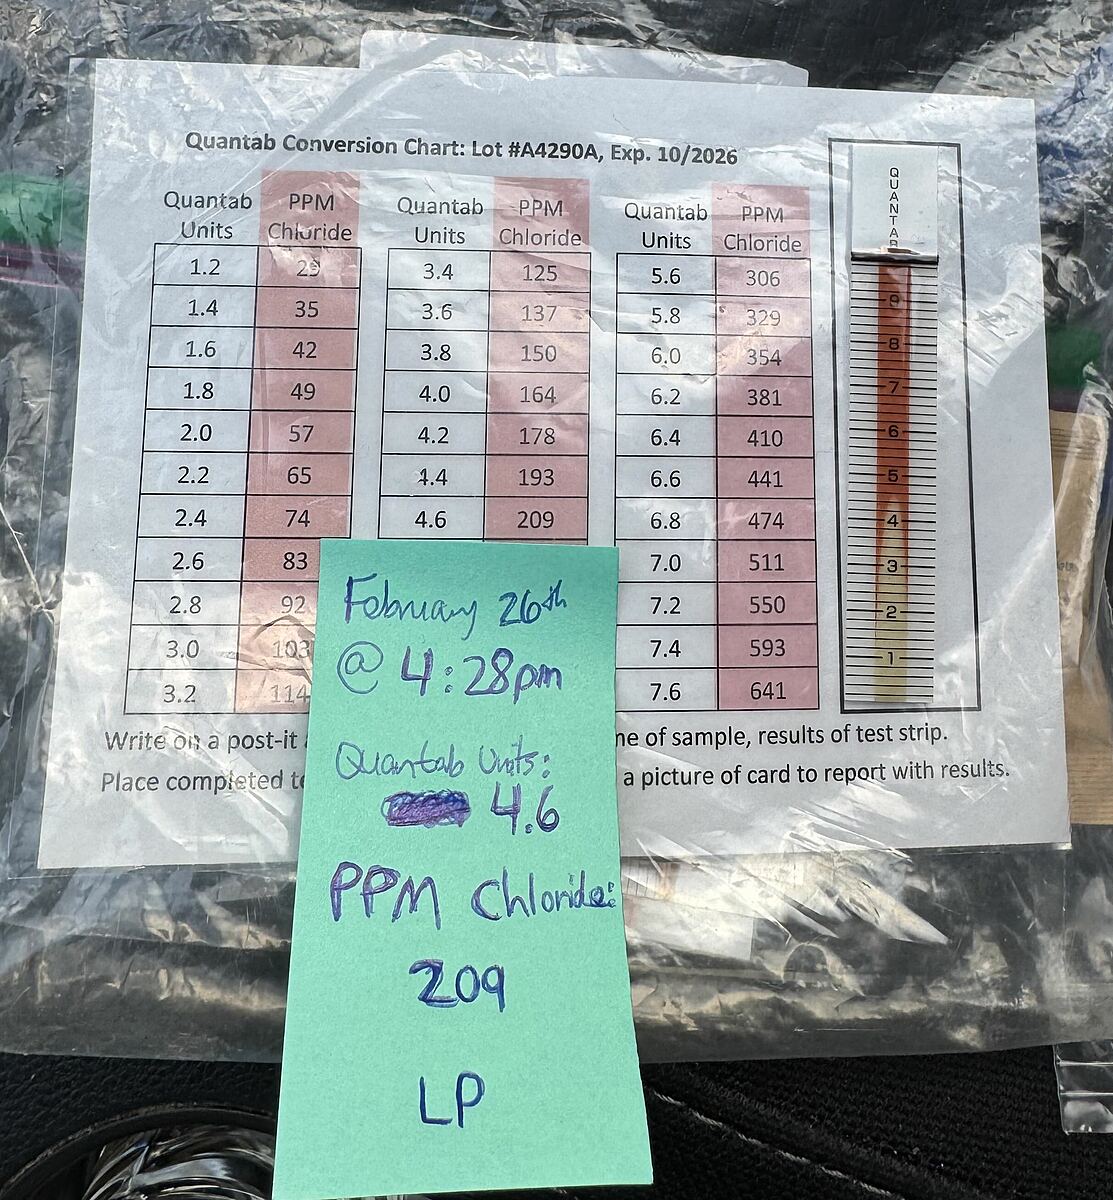 Quantab Conversion Chart: Lot #A4290A, Exp. 10/2026
Quantab Units PPM Chloride
1.2 29
1.4 35
1.6 42
1.8 49
2.0 57
2.2 65
2.4 74
2.6 83
2.8 92
3.0 103
3.2 114
Quantab Units PPM Chloride
3.4 125
3.6 137
3.8 150
4.0 164
4.2 178
4.4 193
4.6 209
Quantab Units PPM Chloride
5.6 306
5.8 329
6.0 354
6.2 381
6.4 410
6.6 441
6.8 474
7.0 511
7.2 550
7.4 593
7.6 641
QUANTAB
9
8
7
6
5
4
3
2
1
Write on a post-it
me of sample, results of test strip.
Place completed te
a picture of card to report with results.
February 26th
@ 4:28pm
Quantab Units:
4.6
PPM Chloride:
209
LP